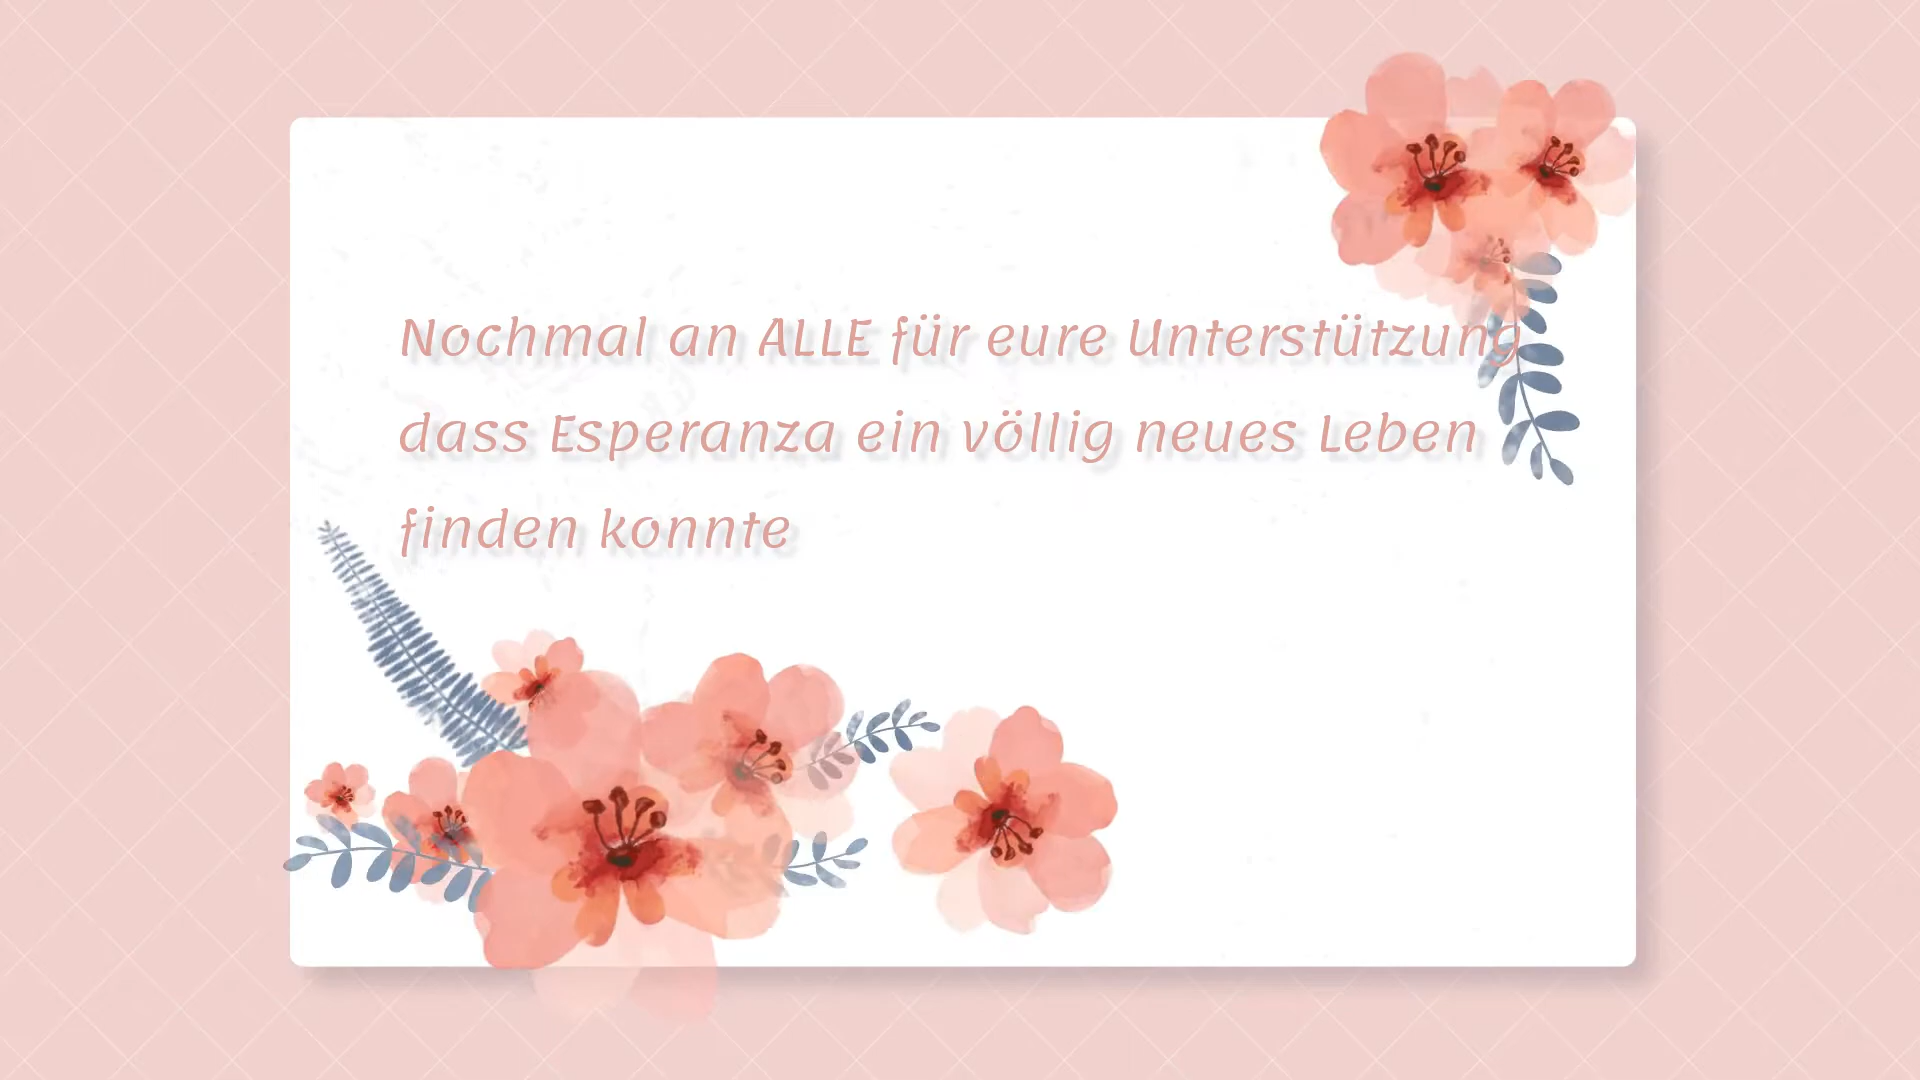 Nochmal an ALLE für eure Unterstützung
dass Esperanza ein völlig neues Leben
finden konnte